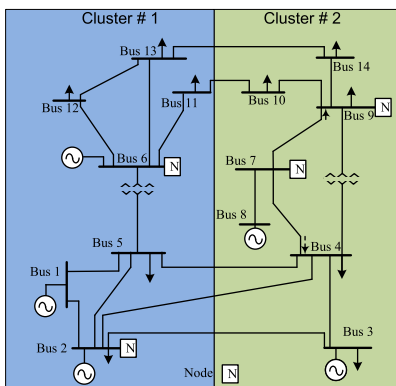 Cluster # 1
Cluster # 2
Bus 13
Bus 14
Bus 12
Bus 11
Bus 10
Bus 9
N
Bus 6
N
Bus 7
N
Bus 8
Bus 5
Bus 4
Bus 1
Bus 2
N
Bus 3
Node N